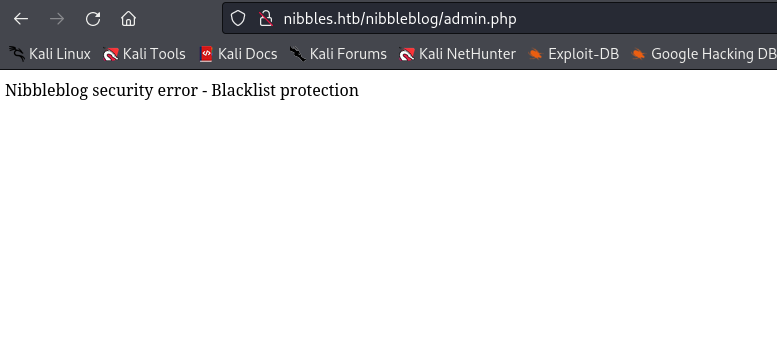 nibbles.htb/nibbleblog/admin.php
Kali Linux Kali Tools Kali Docs Kali Forums Kali NetHunter Exploit-DB Google Hacking DB
Nibbleblog security error - Blacklist protection